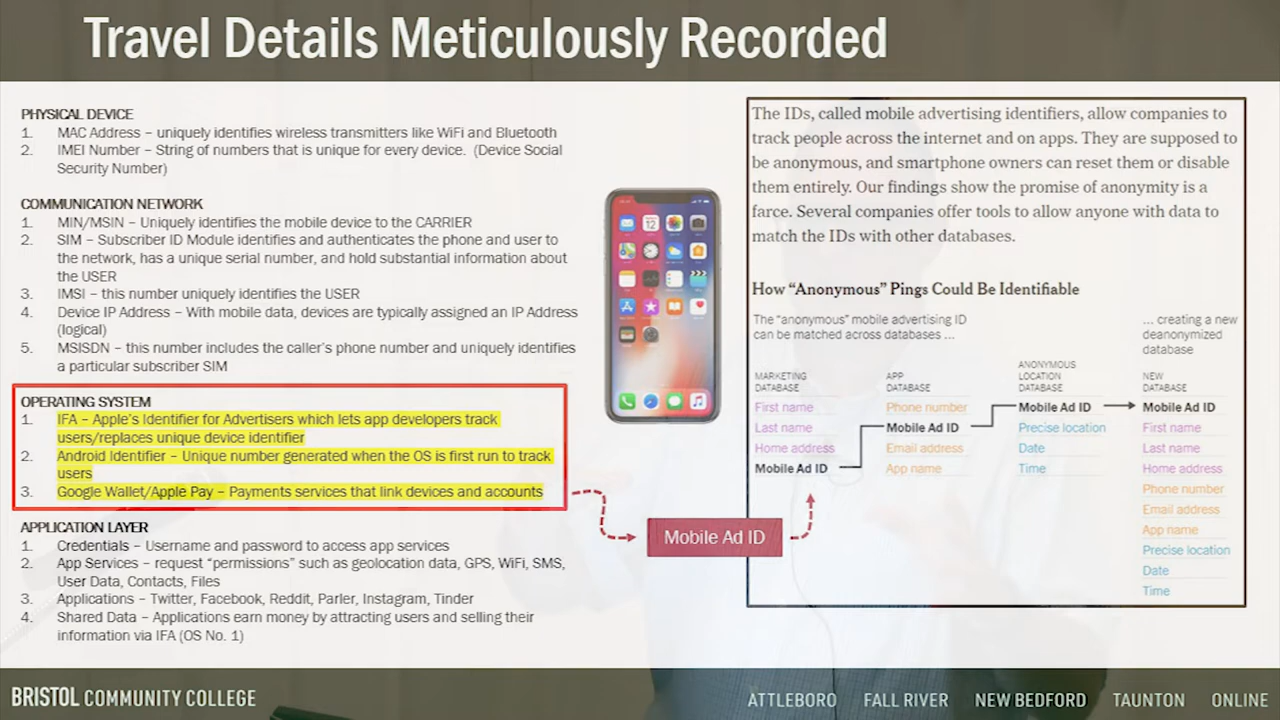 Travel Details Meticulously Recorded
PHYSICAL DEVICE
1. MAC Address – uniquely identifies wireless transmitters like WiFi and Bluetooth
2. IMEI Number – String of numbers that is unique for every device. (Device Social
Security Number)
COMMUNICATION NETWORK
1. MIN/MSIN – Uniquely identifies the mobile device to the CARRIER
2. SIM – Subscriber ID Module identifies and authenticates the phone and user to
the network, has a unique serial number, and hold substantial information about
the USER
3. IMSI – this number uniquely identifies the USER
4. Device IP Address – With mobile data, devices are typically assigned an IP Address
(logical)
5. MSISDN – this number includes the caller's phone number and uniquely identifies
a particular subscriber SIM
OPERATING SYSTEM
1. IFA – Apple's Identifier for Advertisers which lets app developers track
users/replaces unique device identifier
2. Android Identifier – Unique number generated when the OS is first run to track
users
3. Google Wallet/Apple Pay – Payments services that link devices and accounts
APPLICATION LAYER
1. Credentials – Username and password to access app services
2. App Services – request "permissions" such as geolocation data, GPS, WiFi, SMS,
User Data, Contacts, Files
3. Applications – Twitter, Facebook, Reddit, Parler, Instagram, Tinder
4. Shared Data – Applications earn money by attracting users and selling their
information via IFA (OS No. 1)
12
Mobile Ad ID
The IDs, called mobile advertising identifiers, allow companies to
track people across the internet and on apps. They are supposed to
be anonymous, and smartphone owners can reset them or disable
them entirely. Our findings show the promise of anonymity is a
farce. Several companies offer tools to allow anyone with data to
match the IDs with other databases.
How “Anonymous” Pings Could Be Identifiable
The “anonymous” mobile advertising ID
can be matched across databases ...
... creating a new
deanonymized
database
MARKETING
DATABASE
First name
Last name
Home address
Mobile Ad ID
APP
DATABASE
Phone number
Mobile Ad ID
Email address
App name
ANONYMOUS
LOCATION
DATABASE
Mobile Ad ID
Precise location
Date
Time
NEW
DATABASE
Mobile Ad ID
First name
Last name
Home address
Phone number
Email address
App name
Precise location
Date
Time
BRISTOL COMMUNITY COLLEGE
ATTLEBORO FALL RIVER NEW BEDFORD TAUNTON ONLINE